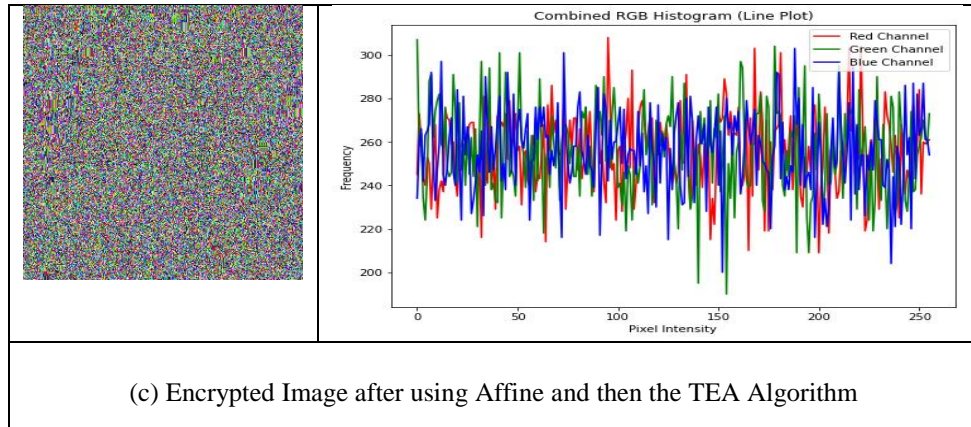 Combined RGB Histogram (Line Plot)
Red Channel
Green Channel
Blue Channel
300
280
260
240
220
200
Frequency
0
50
100
150
200
250
Pixel Intensity
(c) Encrypted Image after using Affine and then the TEA Algorithm